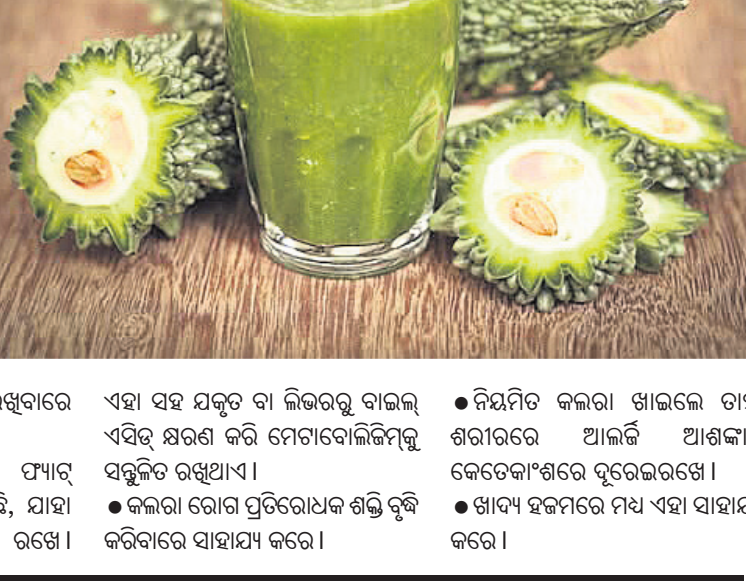 ଫ୍ୟାଟ୍
ଯାହା
ରଖେ।
ଏହା ସହ ଯକୃତ ବା ଲିଭରରୁ ବାଇଲ୍
ଏସିଡ୍ କ୍ଷରଣ କରି ମେଟାବୋଲିଜିମ୍‌କୁ
ସନ୍ତୁଳିତ ରଖିଥାଏ।
● କଲରା ରୋଗ ପ୍ରତିରୋଧକ ଶକ୍ତି ବୃଦ୍ଧି
କରିବାରେ ସାହାଯ୍ୟ କରେ।
● ନିୟମିତ କଲରା ଖାଇଲେ
ଶରୀରରେ ଆଲର୍ଜି
କେତେକାଂଶରେ ଦୂରେଇରଖେ।
● ଖାଦ୍ୟ ହଜମରେ ମଧ୍ୟ ଏହା
କରେ।